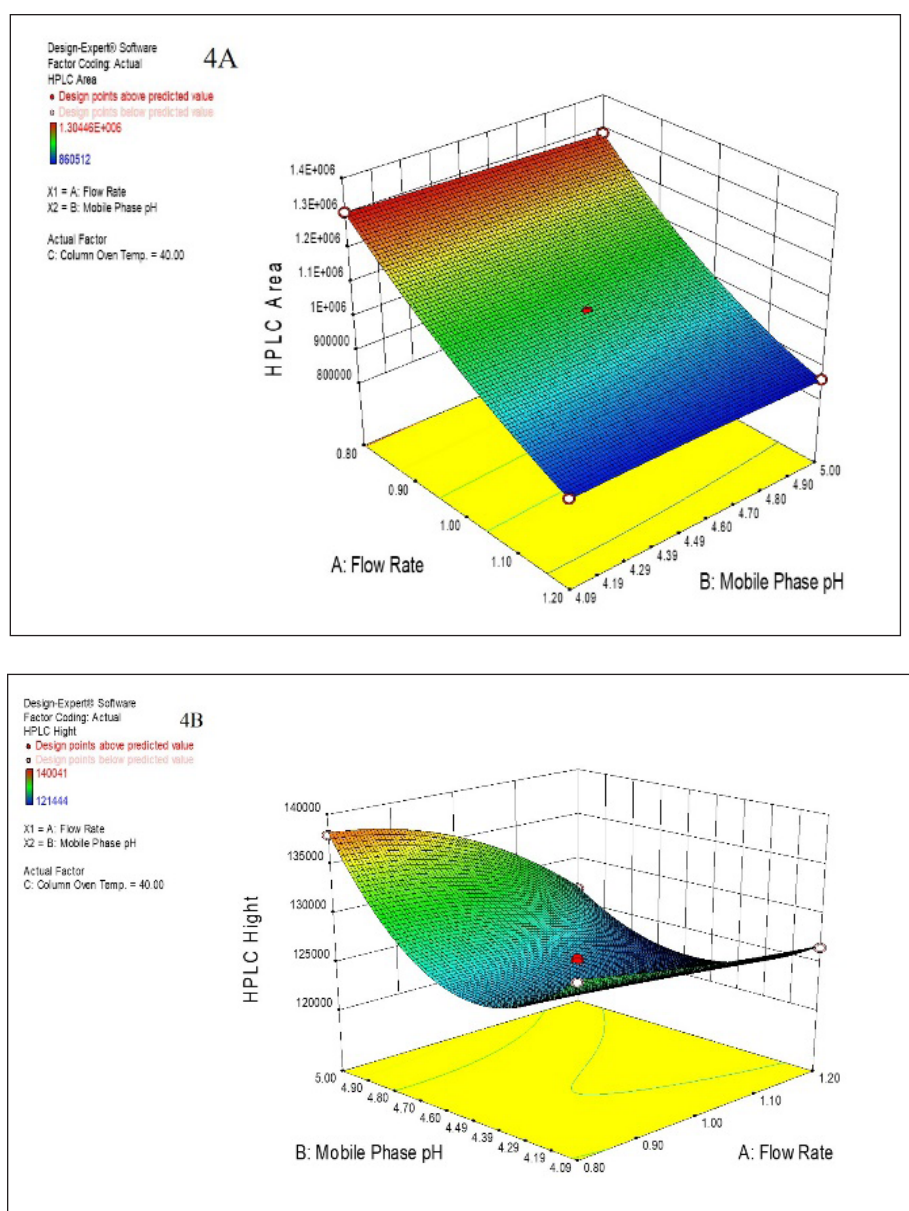 Design-Expert® Software
Factor Coding: Actual
HPLC Area
Design points above predicted value
Design points below predicted value
1.30446E+006
860512
X1 = A: Flow Rate
X2 = B: Mobile Phase pH
Actual Factor
C: Column Oven Temp. = 40.00
4A
1.4E+006
1.3E+006
1.2E+006
1.1E+006
1E+006
900000
800000
HPLC Area
0.80
0.90
1.00
1.10
1.20
A: Flow Rate
4.09
4.19
4.29
4.39
4.49
4.60
4.70
4.80
4.90
5.00
B: Mobile Phase pH
Design-Expert® Software
Factor Coding: Actual
HPLC Hight
Design points above predicted value
Design points below predicted value
140041
121444
X1 = A: Flow Rate
X2 = B: Mobile Phase pH
Actual Factor
C: Column Oven Temp. = 40.00
4B
140000
135000
130000
125000
120000
HPLC Hight
5.00
4.90
4.80
4.70
4.60
4.49
4.39
4.29
4.19
4.09
B: Mobile Phase pH
0.80
0.90
1.00
1.10
1.20
A: Flow Rate